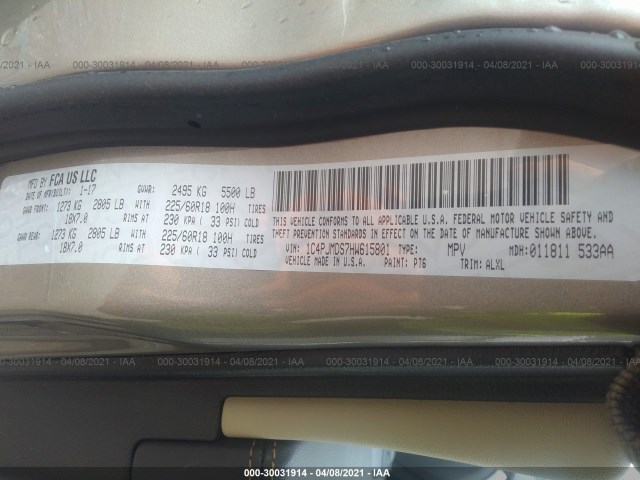 000-30031914 - 04/08/2021 - IAA
MFD BY FCA US LLC
DATE OF MFR/BUILT: 1-17
GVWR: 2495 KG 5500 LB
GAWR FRONT: 1273 KG 2805 LB WITH 225/60R18 100H TIRES
18X7.0 RIMS AT 230 KPA ( 33 PSI) COLD
GAWR REAR: 1273 KG 2805 LB WITH 225/60R18 100H TIRES
18X7.0 RIMS AT 230 KPA ( 33 PSI) COLD
THIS VEHICLE CONFORMS TO ALL APPLICABLE U.S.A. FEDERAL MOTOR VEHICLE SAFETY AND
THEFT PREVENTION STANDARDS IN EFFECT ON THE DATE OF MANUFACTURE SHOWN ABOVE.
VIN: 1C4PJMDS7HW615801 TYPE: MPV MDH: 011811 533AA
VEHICLE MADE IN U.S.A. PAINT: PT6 TRIM: ALXL
000-30031914 - 04/08/2021 - IAA
000-30031914 - 04/08/2021 - IAA